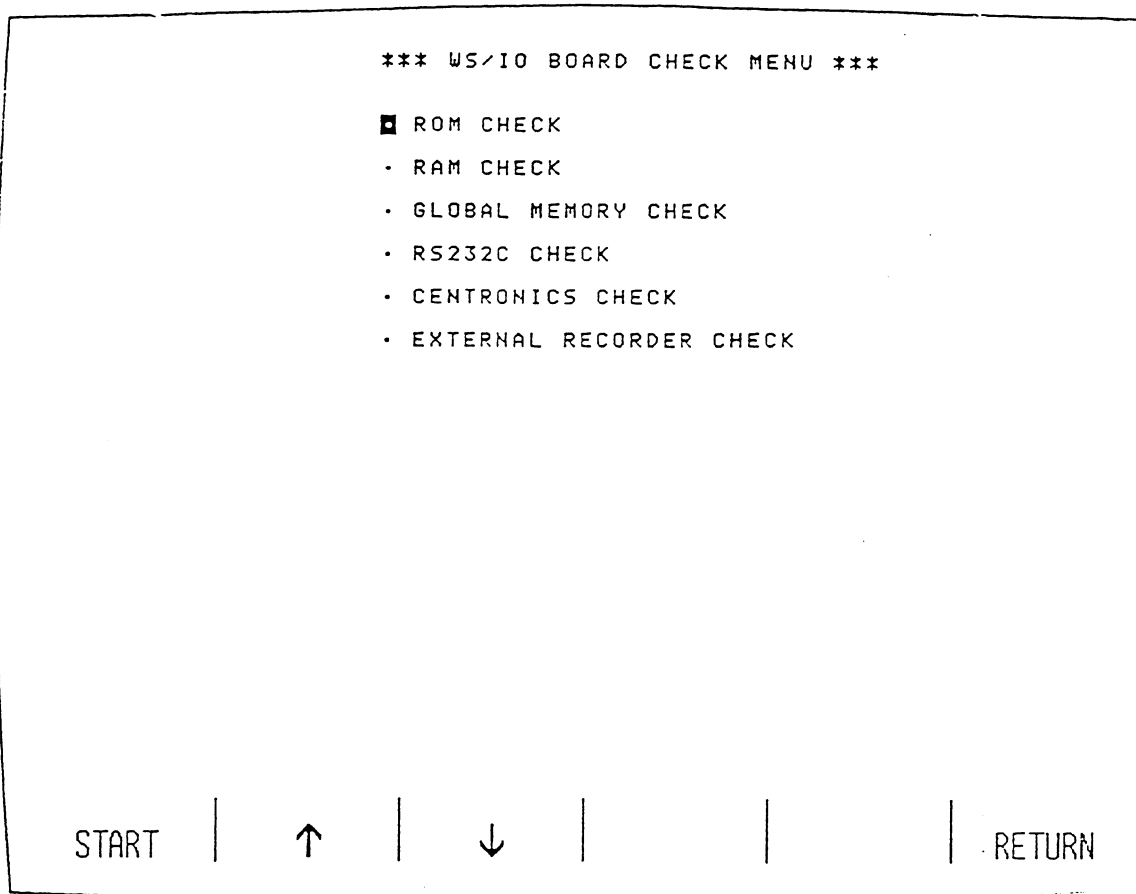 *** WS/IO BOARD CHECK MENU ***
· ROM CHECK
· RAM CHECK
· GLOBAL MEMORY CHECK
· RS232C CHECK
· CENTRONICS CHECK
· EXTERNAL RECORDER CHECK
START | ↑ | ↓ | | | RETURN